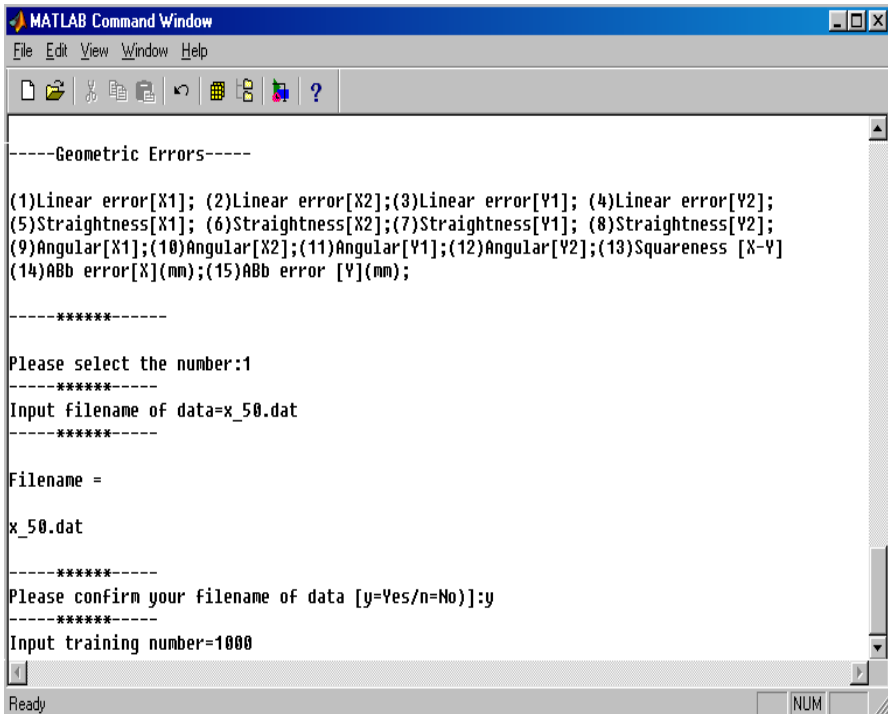 MATLAB Command Window
File Edit View Window Help
?
-----Geometric Errors-----
(1)Linear error[X1]; (2)Linear error[X2];(3)Linear error[Y1]; (4)Linear error[Y2];
(5)Straightness[X1]; (6)Straightness[X2];(7)Straightness[Y1]; (8)Straightness[Y2];
(9)Angular[X1];(10)Angular[X2];(11)Angular[Y1];(12)Angular[Y2];(13)Squareness [X-Y]
(14)ABb error[X](mm);(15)ABb error [Y](mm);
-----******------
Please select the number:1
-----******-----
Input filename of data=x_50.dat
-----******-----
Filename =
x_50.dat
-----******-----
Please confirm your filename of data [y=Yes/n=No)]:y
-----******-----
Input training number=1000
Ready NUM